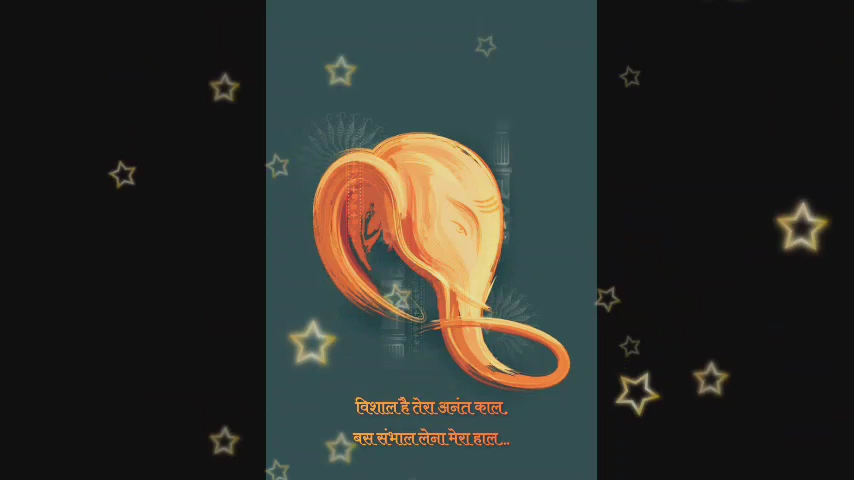 विशाल है तेरा अनंत काल,
बस संभाल लेना मेरा हाल...